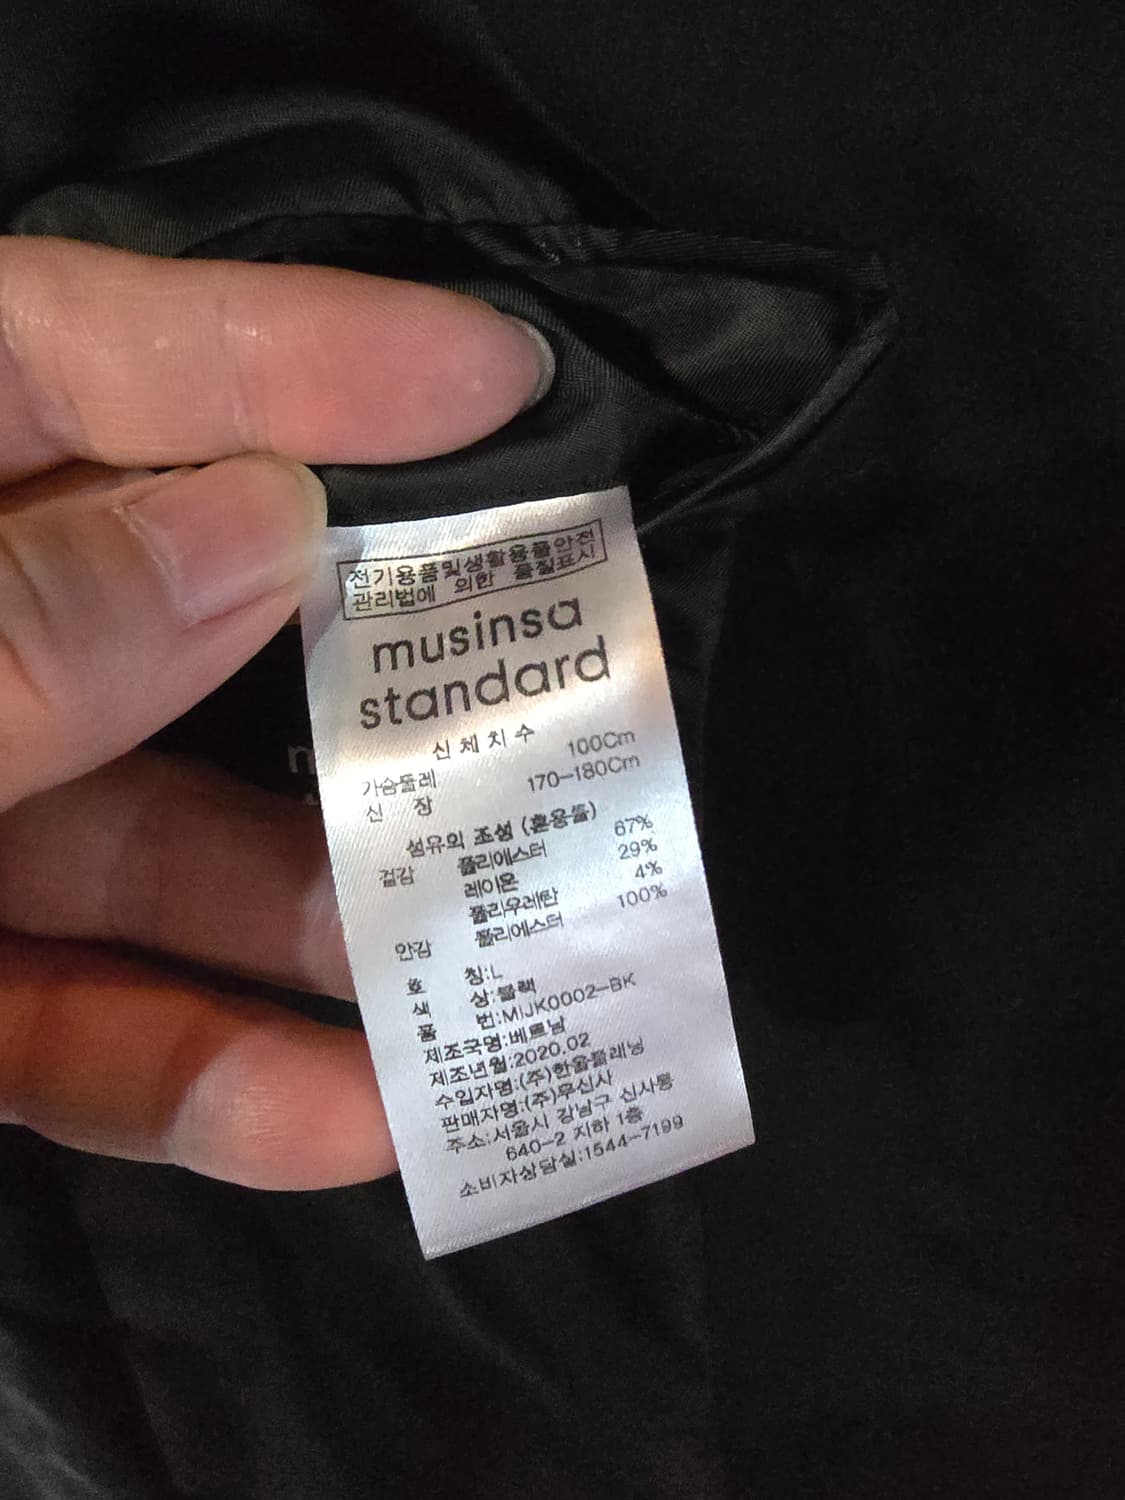 전기용품및생활용품안전
관리법에 의한 품질표시
musinsa
standard
신체치수
가슴둘레 100Cm
신 장 170-180Cm
섬유의 조성 (혼용률)
겉감 폴리에스터 67%
레이온 29%
폴리우레탄 4%
안감 폴리에스터 100%
호 칭:L
색 상:블랙
품 번:MIJK0002-BK
제조국명:베트남
제조년월:2020.02
수입자명:(주)한올플래닝
판매자명:(주)무신사
주소:서울시 강남구 신사동
640-2 지하 1층
소비자상담실:1544-7199